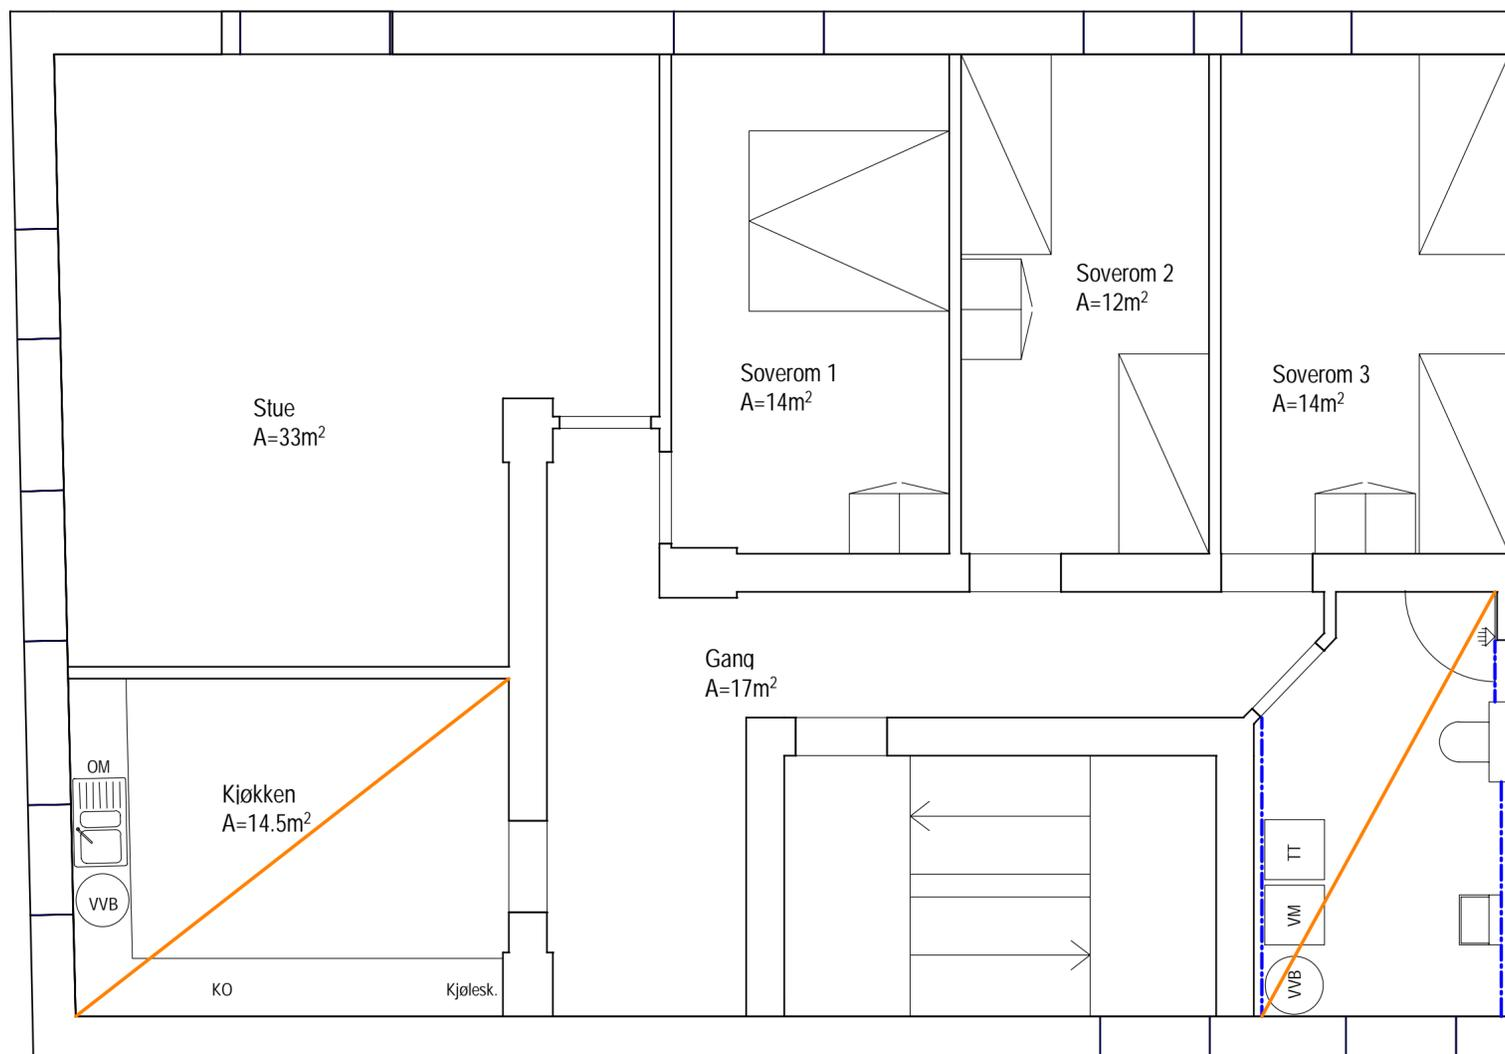 Soverom 2
A=12m²
Soverom 1
A=14m²
Soverom 3
A=14m²
Stue
A=33m²
Gang
A=17m²
OM
Kjøkken
A=14.5m²
VVB
KO
Kjølesk.
TT
VM
VVB